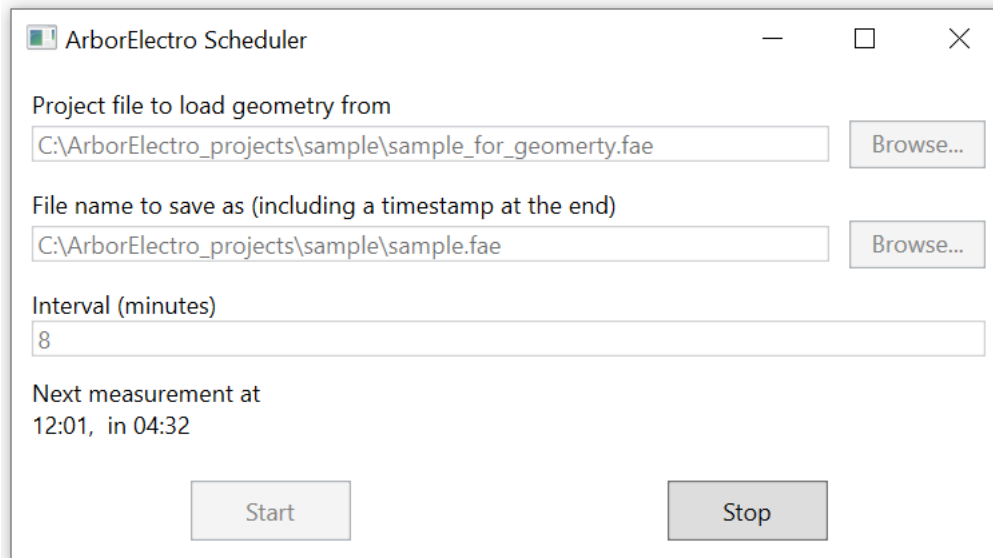 ArborElectro Scheduler
Project file to load geometry from
C:\ArborElectro_projects\sample\sample_for_geomerty.fae
Browse...
File name to save as (including a timestamp at the end)
C:\ArborElectro_projects\sample\sample.fae
Browse...
Interval (minutes)
8
Next measurement at
12:01,  in 04:32
Start
Stop